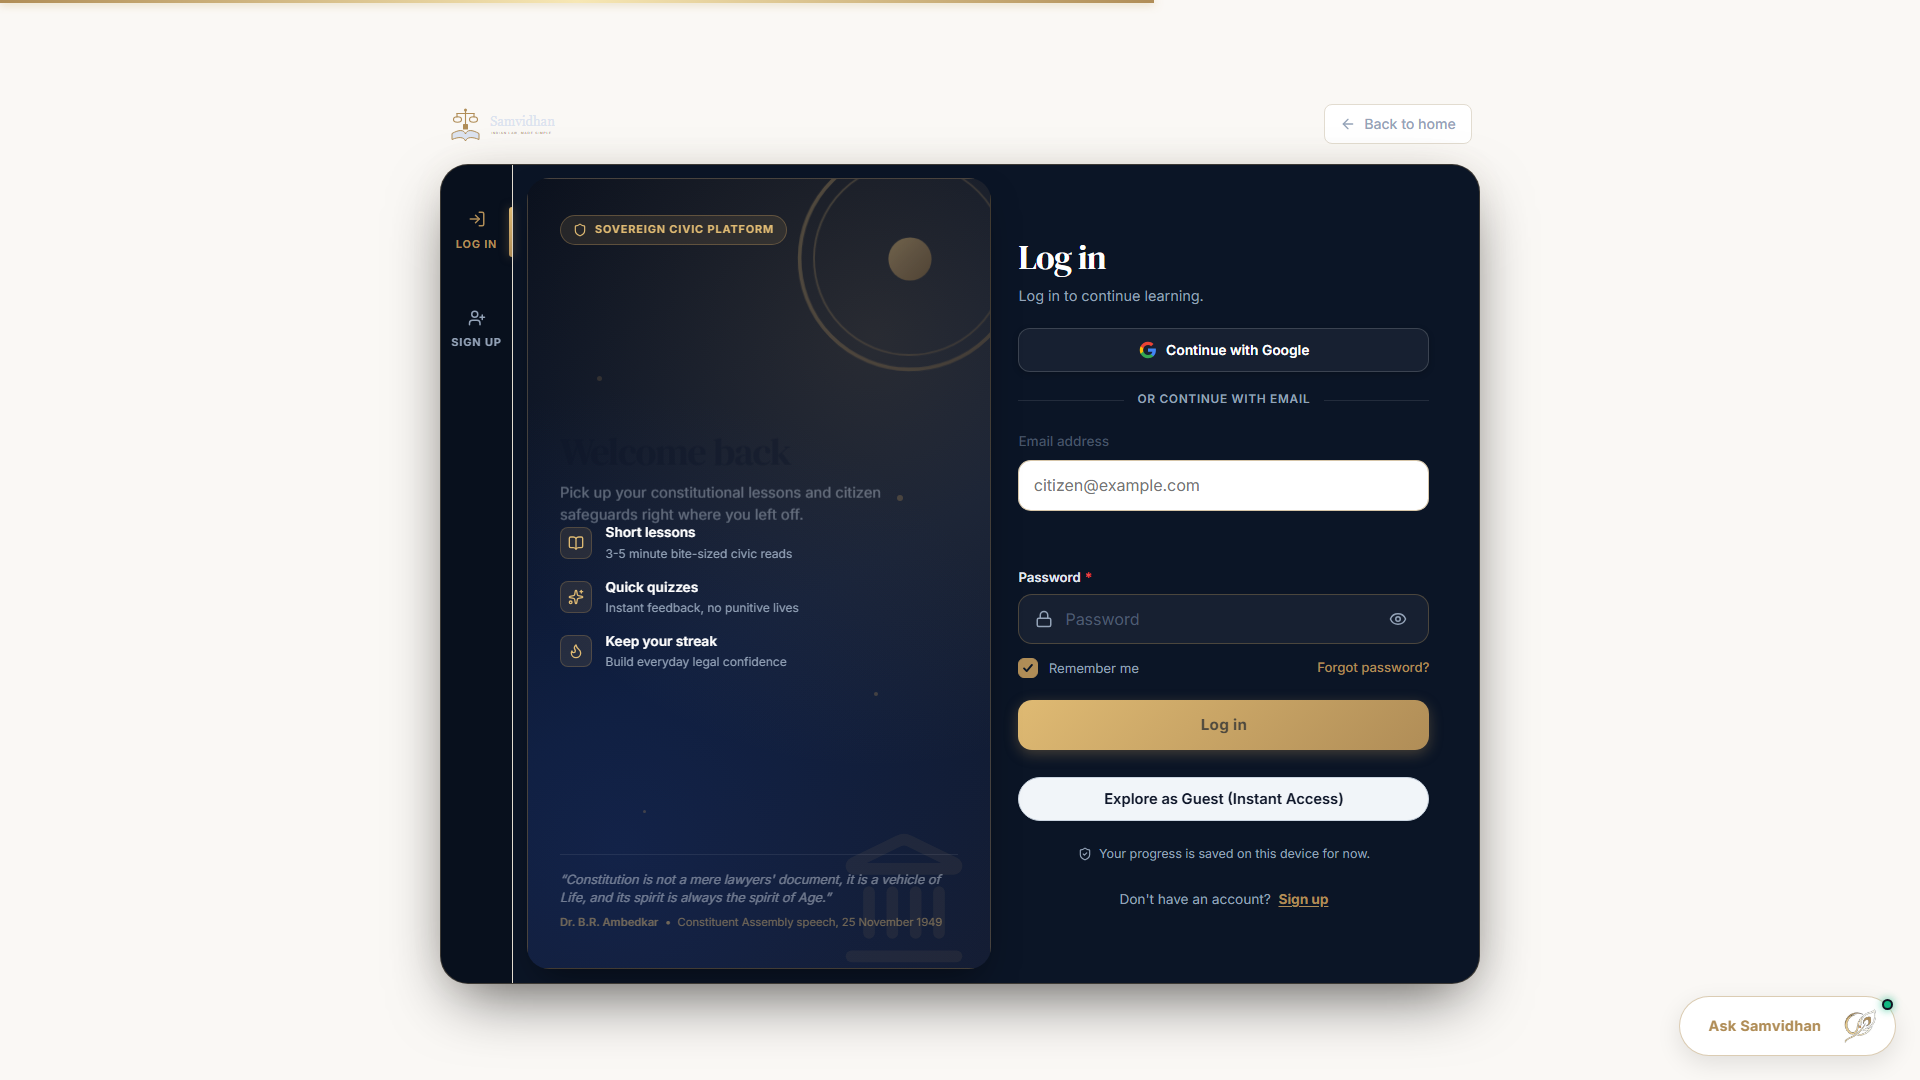 Samvidhan
Back to home
LOG IN
SIGN UP
SOVEREIGN CIVIC PLATFORM
Welcome back
Pick up your constitutional lessons and citizen
safeguards right where you left off.
Short lessons
3-5 minute bite-sized civic reads
Quick quizzes
Instant feedback, no punitive lives
Keep your streak
Build everyday legal confidence
"Constitution is not a mere lawyers' document, it is a vehicle of
Life, and its spirit is always the spirit of Age."
Dr. B.R. Ambedkar • Constituent Assembly speech, 25 November 1949
Log in
Log in to continue learning.
Continue with Google
OR CONTINUE WITH EMAIL
Email address
citizen@example.com
Password *
Password
Remember me
Forgot password?
Log in
Explore as Guest (Instant Access)
Your progress is saved on this device for now.
Don't have an account? Sign up
Ask Samvidhan